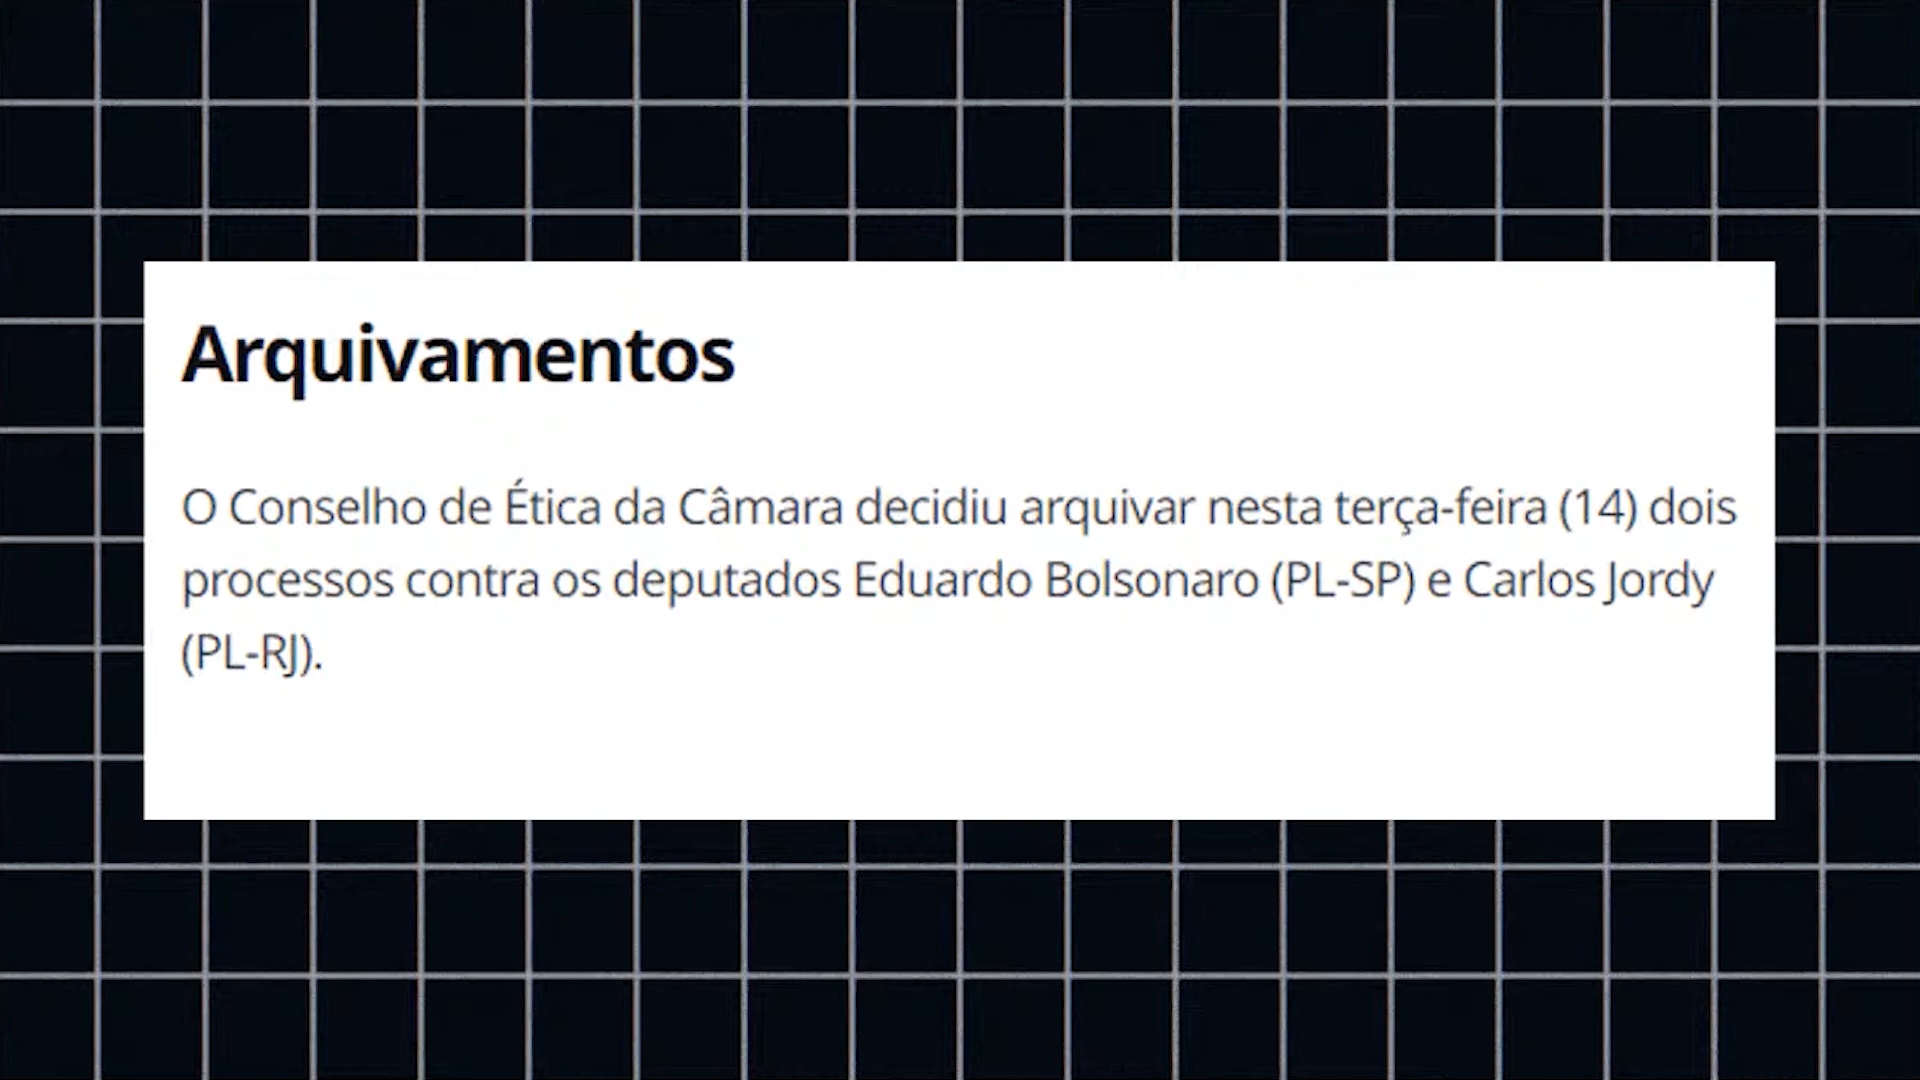 Arquivamentos
O Conselho de Ética da Câmara decidiu arquivar nesta terça-feira (14) dois
processos contra os deputados Eduardo Bolsonaro (PL-SP) e Carlos Jordy
(PL-RJ).